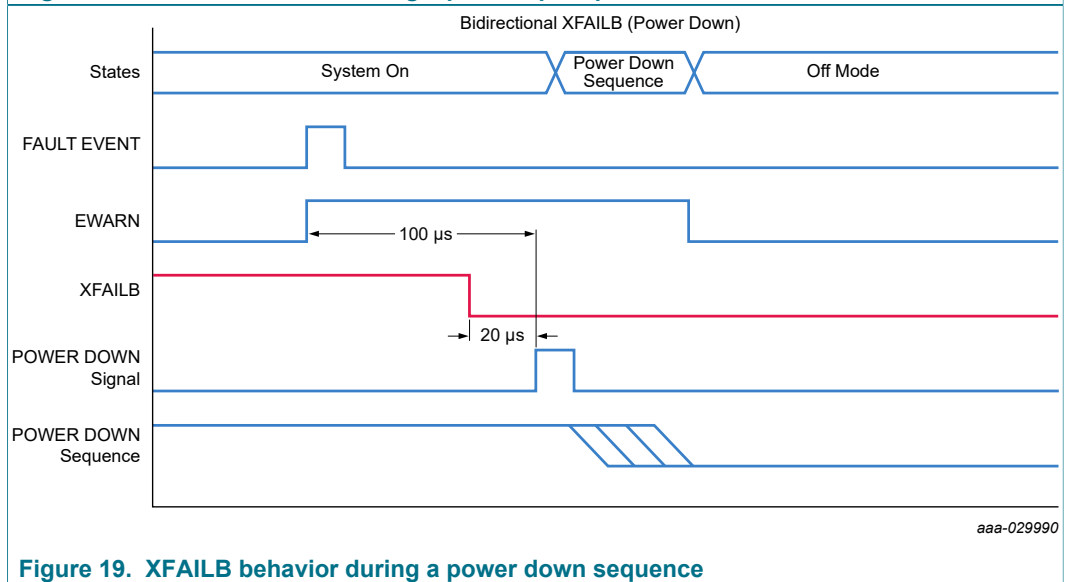 Bidirectional XFAILB (Power Down)
States
System On
Power Down
Sequence
Off Mode
FAULT EVENT
EWARN
100 µs
XFAILB
20 µs
POWER DOWN
Signal
POWER DOWN
Sequence
aaa-029990
Figure 19. XFAILB behavior during a power down sequence